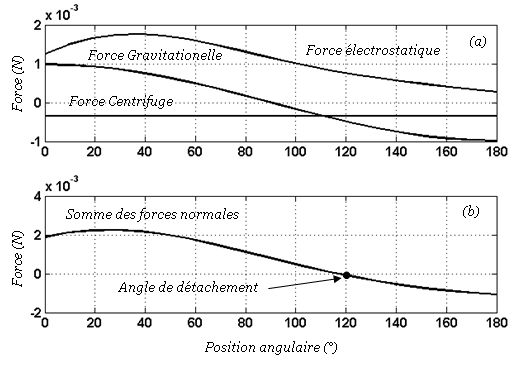 x 10⁻³
2
1
0
-1
Force (N)
(a)
Force électrostatique
Force Gravitationelle
Force Centrifuge
0 20 40 60 80 100 120 140 160 180
x 10⁻³
4
2
0
-2
Force (N)
(b)
Somme des forces normales
Angle de détachement
0 20 40 60 80 100 120 140 160 180
Position angulaire (°)